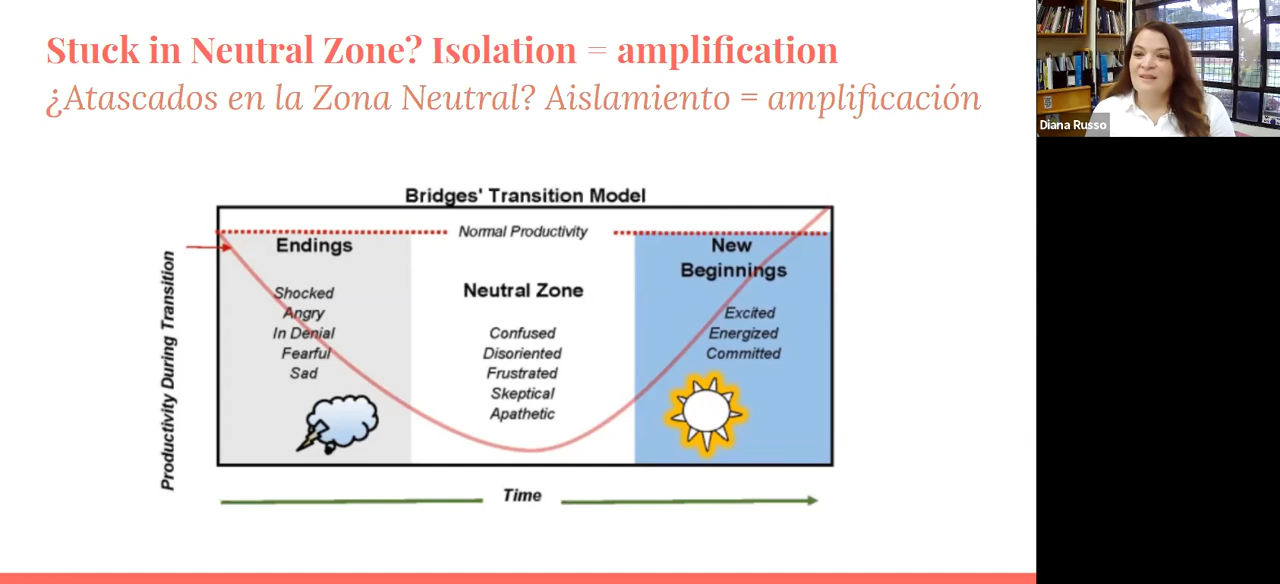 Stuck in Neutral Zone? Isolation = amplification
¿Atascados en la Zona Neutral? Aislamiento = amplificación
Diana Russo
Bridges' Transition Model
Normal Productivity
Productivity During Transition
Endings
Shocked
Angry
In Denial
Fearful
Sad
Neutral Zone
Confused
Disoriented
Frustrated
Skeptical
Apathetic
New
Beginnings
Excited
Energized
Committed
Time